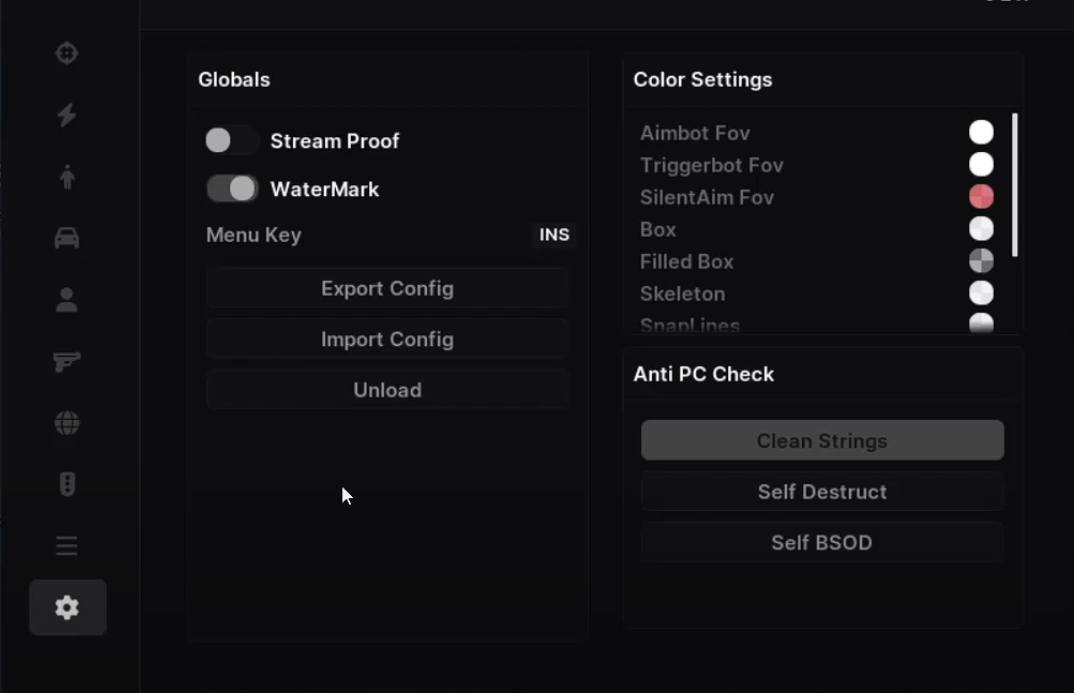 Globals
Stream Proof
WaterMark
Menu Key INS
Export Config
Import Config
Unload
Color Settings
Aimbot Fov
Triggerbot Fov
SilentAim Fov
Box
Filled Box
Skeleton
SnapLines
Anti PC Check
Clean Strings
Self Destruct
Self BSOD